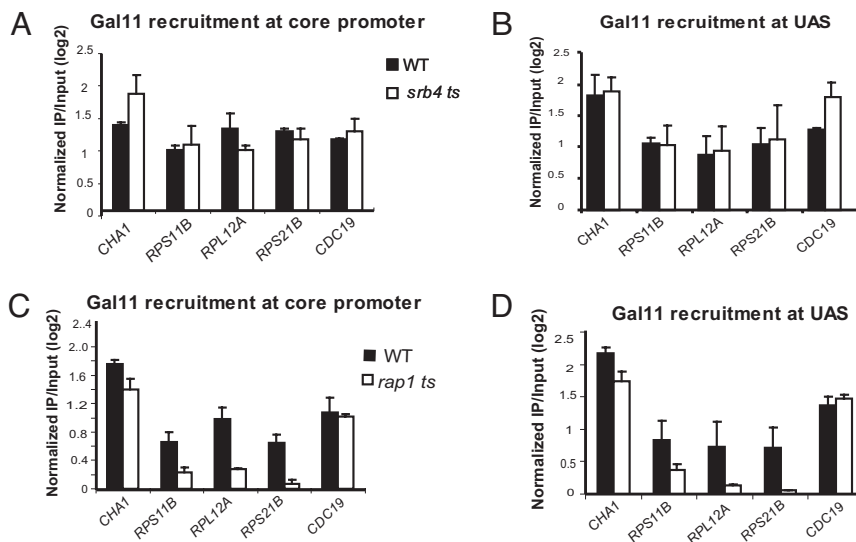 A
Gal11 recruitment at core promoter
Normalized IP/Input (log2)
2.5
2
1.5
1
0.5
0
WT
srb4 ts
CHA1
RPS11B
RPL12A
RPS21B
CDC19
B
Gal11 recruitment at UAS
Normalized IP/Input (log2)
2.5
2
1.5
1
0.5
0
CHA1
RPS11B
RPL12A
RPS21B
CDC19
C
Gal11 recruitment at core promoter
Normalized IP/Input (log2)
2.4
2.0
1.6
1.2
0.8
0.4
0
WT
rap1 ts
CHA1
RPS11B
RPL12A
RPS21B
CDC19
D
Gal11 recruitment at UAS
Normalized IP/Input (log2)
2.5
2
1.5
1
0.5
0
CHA1
RPS11B
RPL12A
RPS21B
CDC19